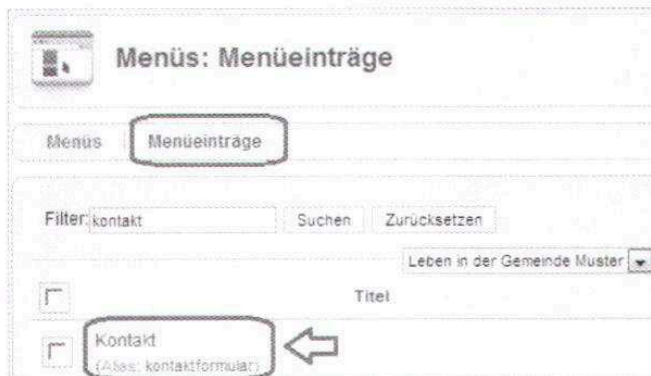 Menüs: Menüeinträge
Menüs Menüeinträge
Filter: kontakt Suchen Zurücksetzen
Leben in der Gemeinde Muster
Titel
Kontakt
(Alias: kontaktformular)